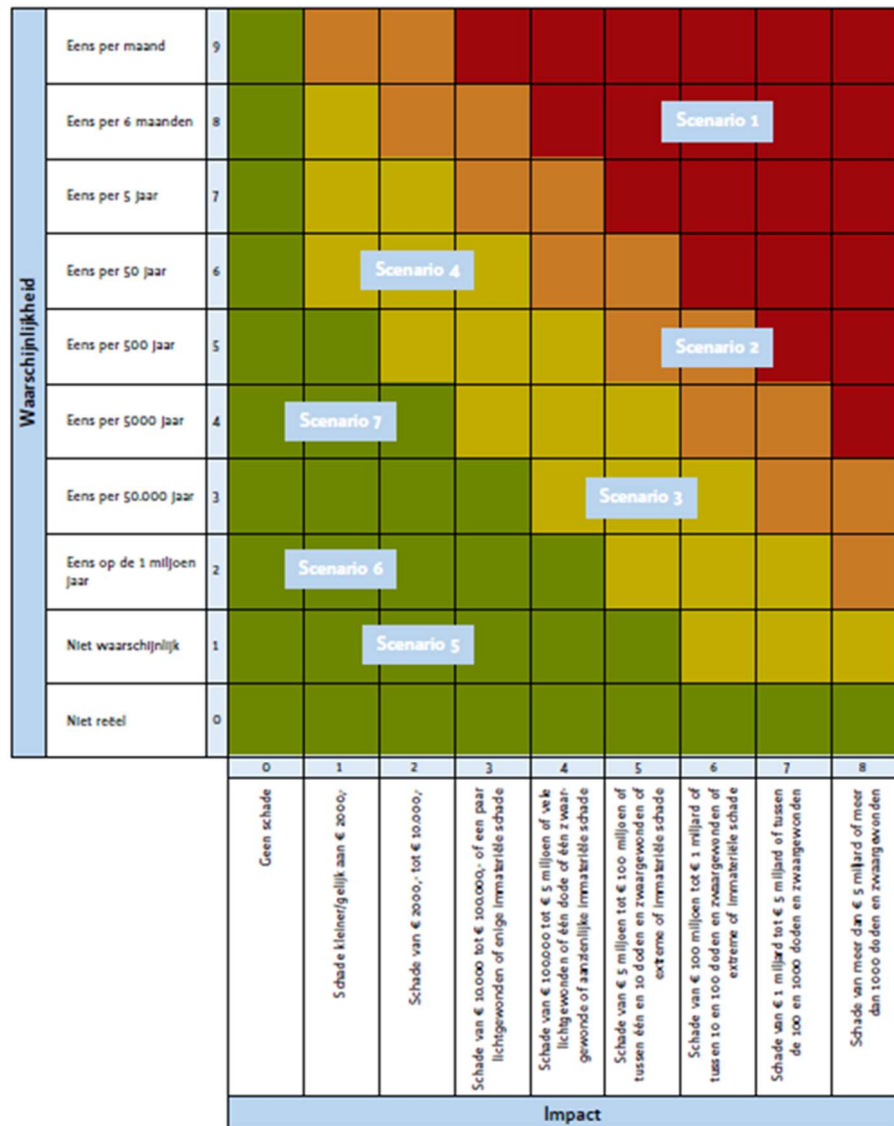 Waarschijnlijkheid
Eens per maand
9
Eens per 6 maanden
8
Scenario 1
Eens per 5 jaar
7
Eens per 50 jaar
6
Scenario 4
Eens per 500 jaar
5
Scenario 2
Eens per 5000 jaar
4
Scenario 7
Eens per 50.000 jaar
3
Scenario 3
Eens op de 1 miljoen
jaar
2
Scenario 6
Niet waarschijnlijk
1
Scenario 5
Niet reëel
0
0
1
2
3
4
5
6
7
8
Geen schade
Schade kleiner/gelijk aan € 2000,-
Schade van € 2000,- tot € 10.000,-
Schade van € 10.000 tot € 100.000,- of een paar
lichtgewonden of enige immateriële schade
Schade van € 100.000 tot € 5 miljoen of vele
lichtgewonden of één dode of één zwaar-
gewonde of aanzienlijke immateriële schade
Schade van € 5 miljoen tot € 100 miljoen of
tussen één en 10 doden en zwaargewonden of
extreme of immateriële schade
Schade van € 100 miljoen tot € 1 miljard of
tussen 10 en 100 doden en zwaargewonden of
extreme of immateriële schade
Schade van € 1 miljard tot € 5 miljard of tussen
de 100 en 1000 doden en zwaargewonden
Schade van meer dan € 5 miljard of meer
dan 1000 doden en zwaargewonden
Impact